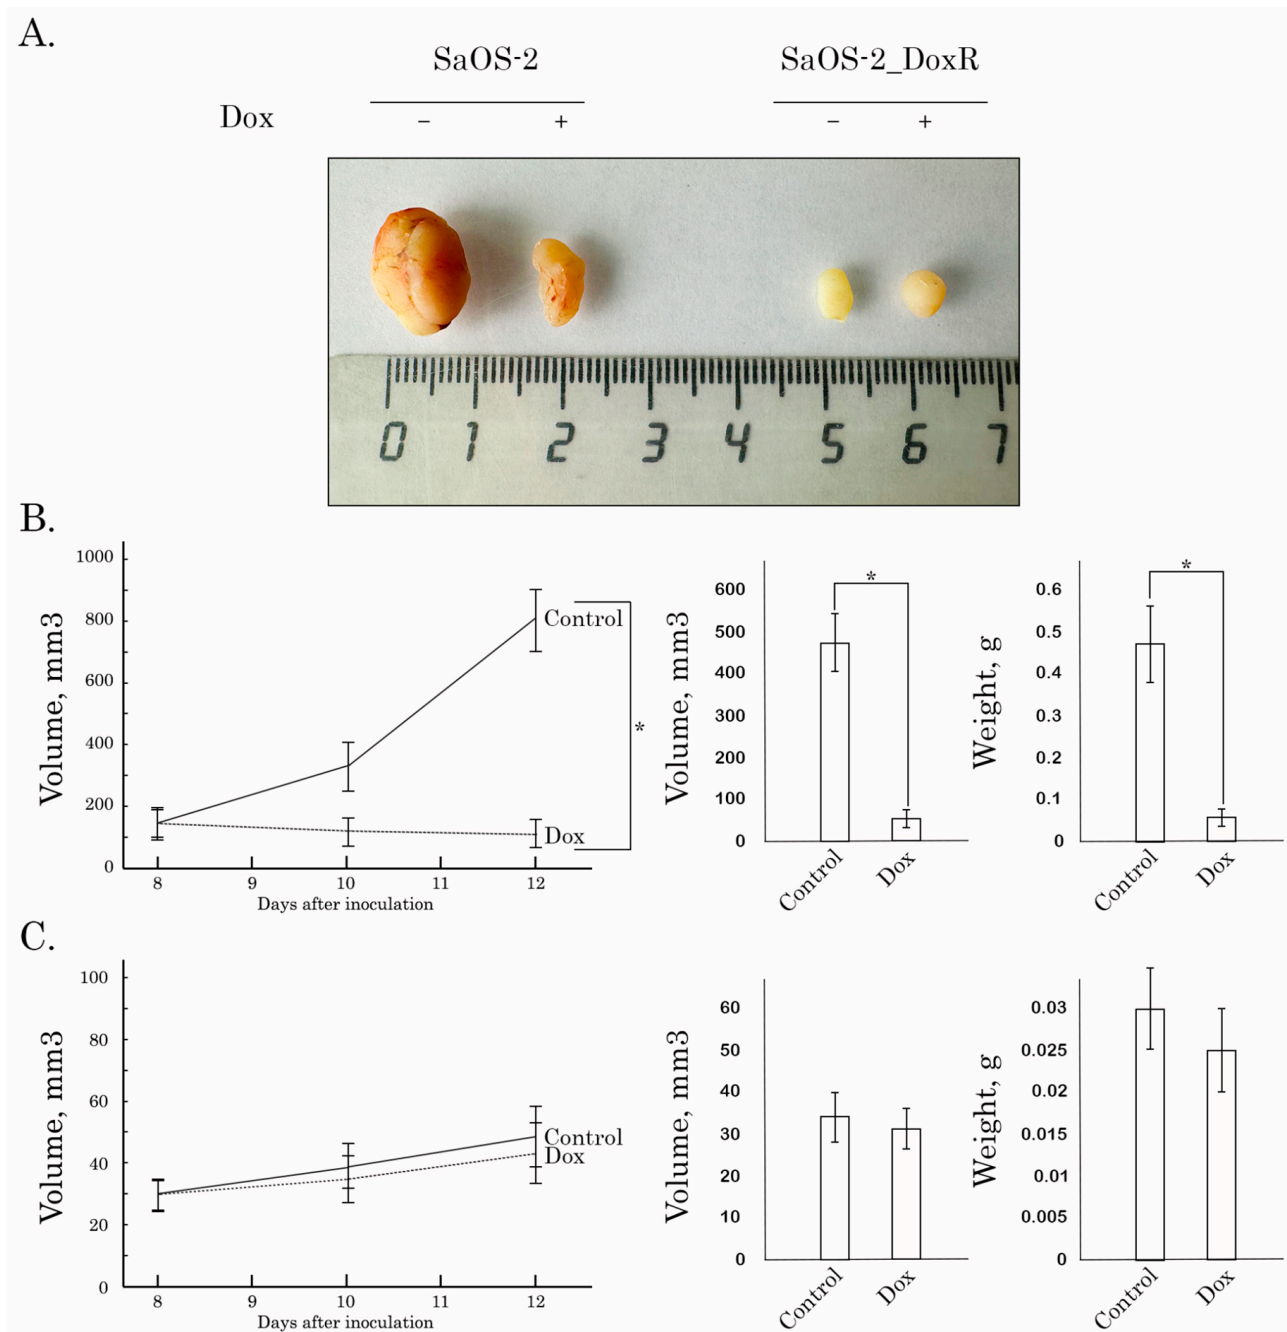 A.
SaOS-2 SaOS-2_DoxR
Dox - + - +
0 1 2 3 4 5 6 7
B.
Volume, mm3
1000
800
600
400
200
0
8 9 10 11 12
Days after inoculation
Control
*
Dox
Volume, mm3
600
500
400
300
200
100
0
*
Control Dox
Weight, g
0.6
0.5
0.4
0.3
0.2
0.1
0
*
Control Dox
C.
Volume, mm3
100
80
60
40
20
0
8 9 10 11 12
Days after inoculation
Control
Dox
Volume, mm3
60
50
40
30
20
10
0
Control Dox
Weight, g
0.03
0.025
0.02
0.015
0.01
0.005
0
Control Dox